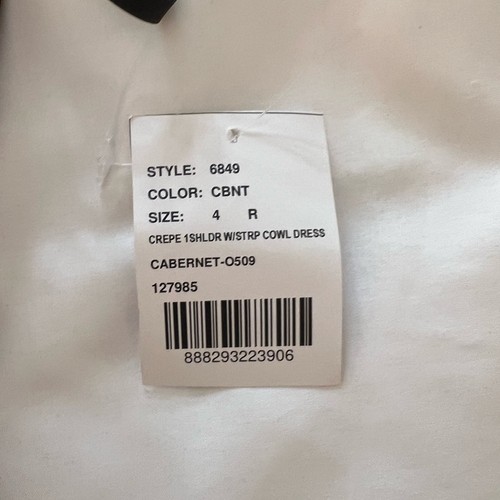 STYLE: 6849
COLOR: CBNT
SIZE: 4 R
CREPE 1SHLDR W/STRP COWL DRESS
CABERNET-O509
127985
888293223906